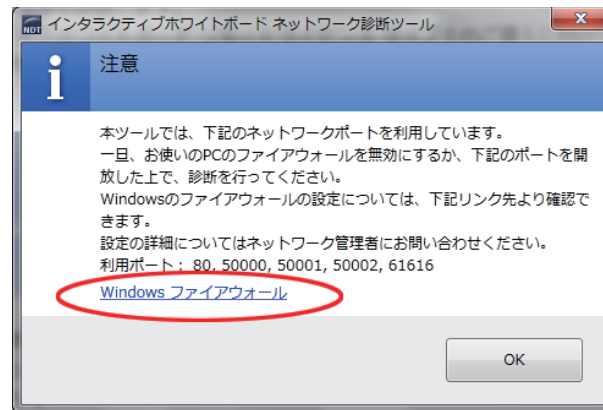 NDT インタラクティブホワイトボード ネットワーク診断ツール
注意
本ツールでは、下記のネットワークポートを利用しています。
一旦、お使いのPCのファイアウォールを無効にするか、下記のポートを開
放した上で、診断を行ってください。
Windowsのファイアウォールの設定については、下記リンク先より確認で
きます。
設定の詳細についてはネットワーク管理者にお問い合わせください。
利用ポート： 80, 50000, 50001, 50002, 61616
Windows ファイアウォール
OK